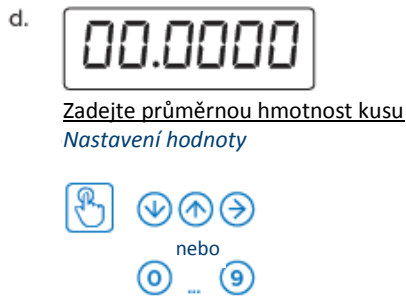 d.
00.0000
Zadejte průměrnou hmotnost kusu
Nastavení hodnoty
nebo
0 ... 9